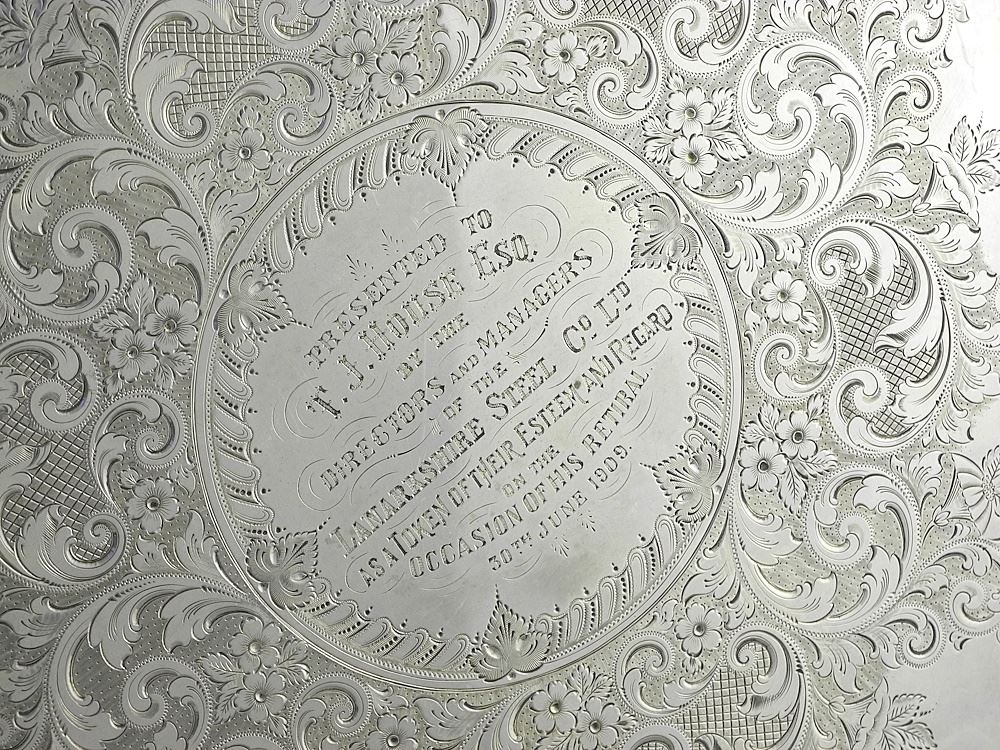 PRESENTED TO
T. J. HOUSE ESQ.
BY THE
DIRECTORS AND MANAGERS
OF THE
LANARKSHIRE STEEL CO LTD
AS A TOKEN OF THEIR ESTEEM AND REGARD
ON THE
OCCASION OF HIS RETIRAL
30TH JUNE 1909